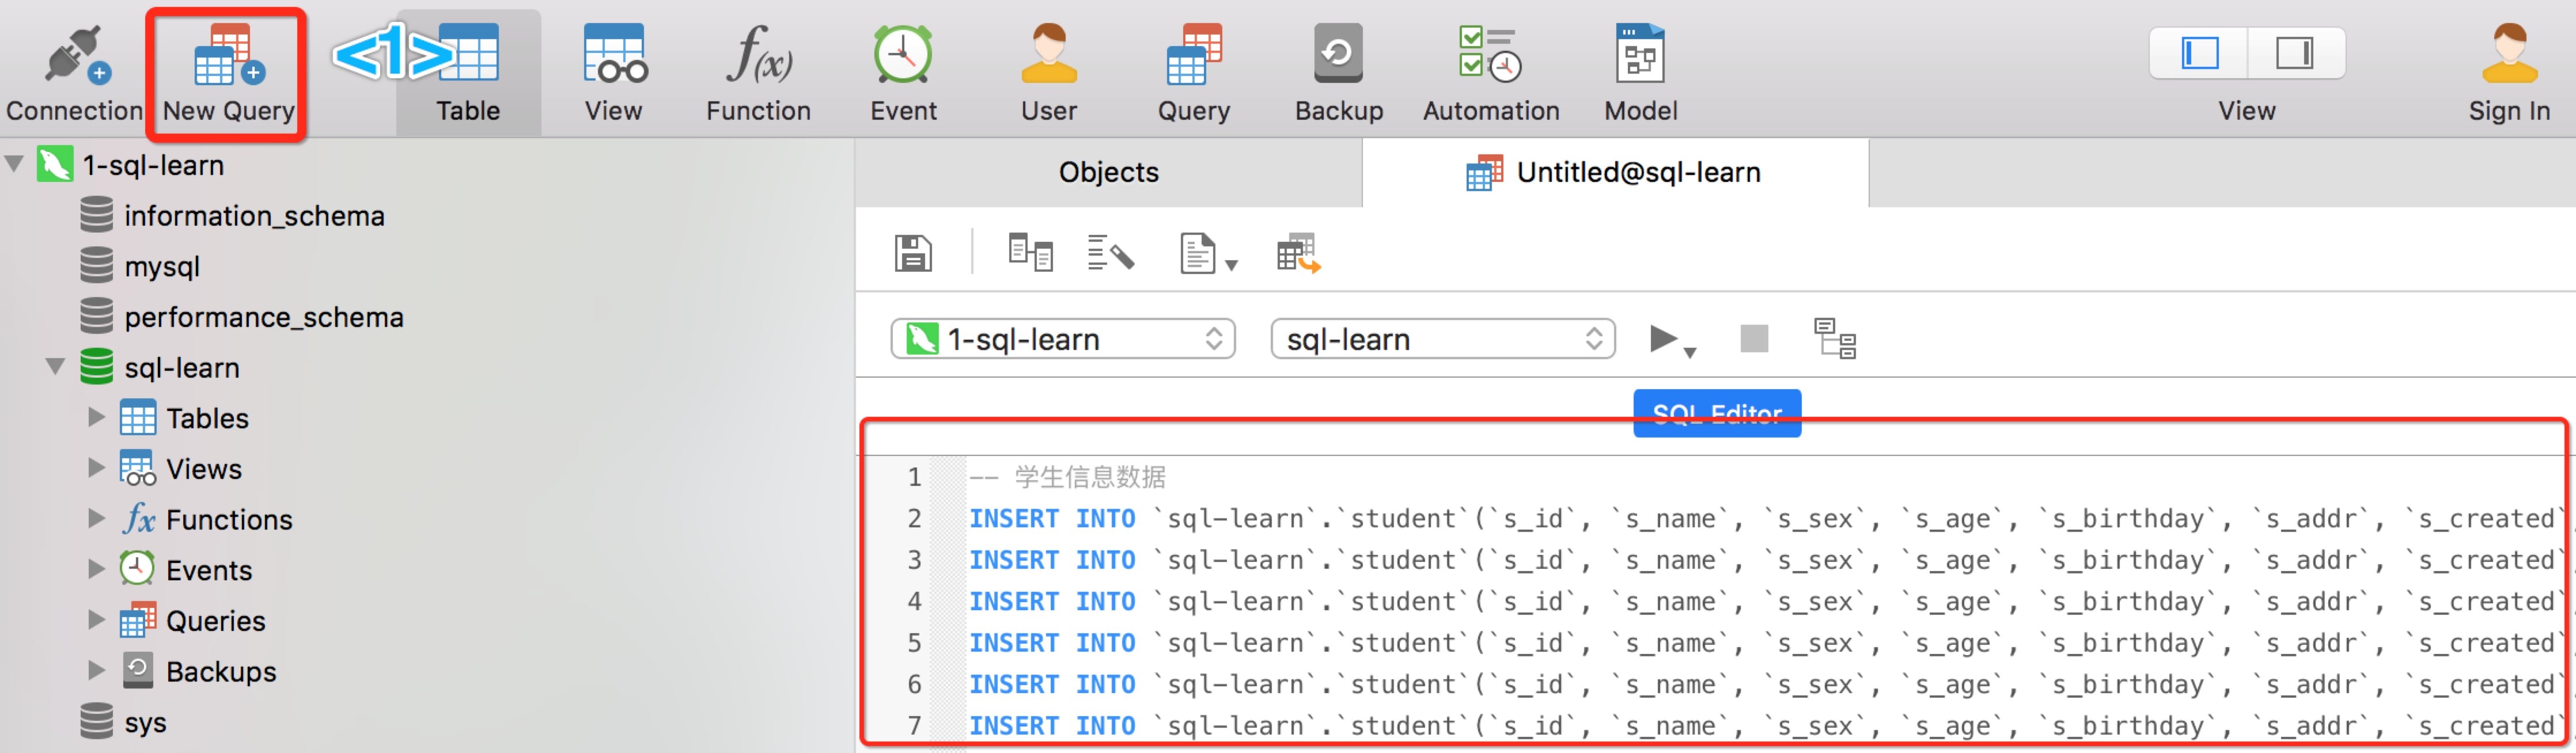 <1>
Connection New Query Table View Function Event User Query Backup Automation Model View Sign In
1-sql-learn
information_schema
mysql
performance_schema
sql-learn
Tables
Views
Functions
Events
Queries
Backups
sys
Objects Untitled@sql-learn
1-sql-learn sql-learn
SQL Editor
1 -- 学生信息数据
2 INSERT INTO `sql-learn`.`student`(`s_id`, `s_name`, `s_sex`, `s_age`, `s_birthday`, `s_addr`, `s_created`
3 INSERT INTO `sql-learn`.`student`(`s_id`, `s_name`, `s_sex`, `s_age`, `s_birthday`, `s_addr`, `s_created`
4 INSERT INTO `sql-learn`.`student`(`s_id`, `s_name`, `s_sex`, `s_age`, `s_birthday`, `s_addr`, `s_created`
5 INSERT INTO `sql-learn`.`student`(`s_id`, `s_name`, `s_sex`, `s_age`, `s_birthday`, `s_addr`, `s_created`
6 INSERT INTO `sql-learn`.`student`(`s_id`, `s_name`, `s_sex`, `s_age`, `s_birthday`, `s_addr`, `s_created`
7 INSERT INTO `sql-learn`.`student`(`s_id`, `s_name`, `s_sex`, `s_age`, `s_birthday`, `s_addr`, `s_created`